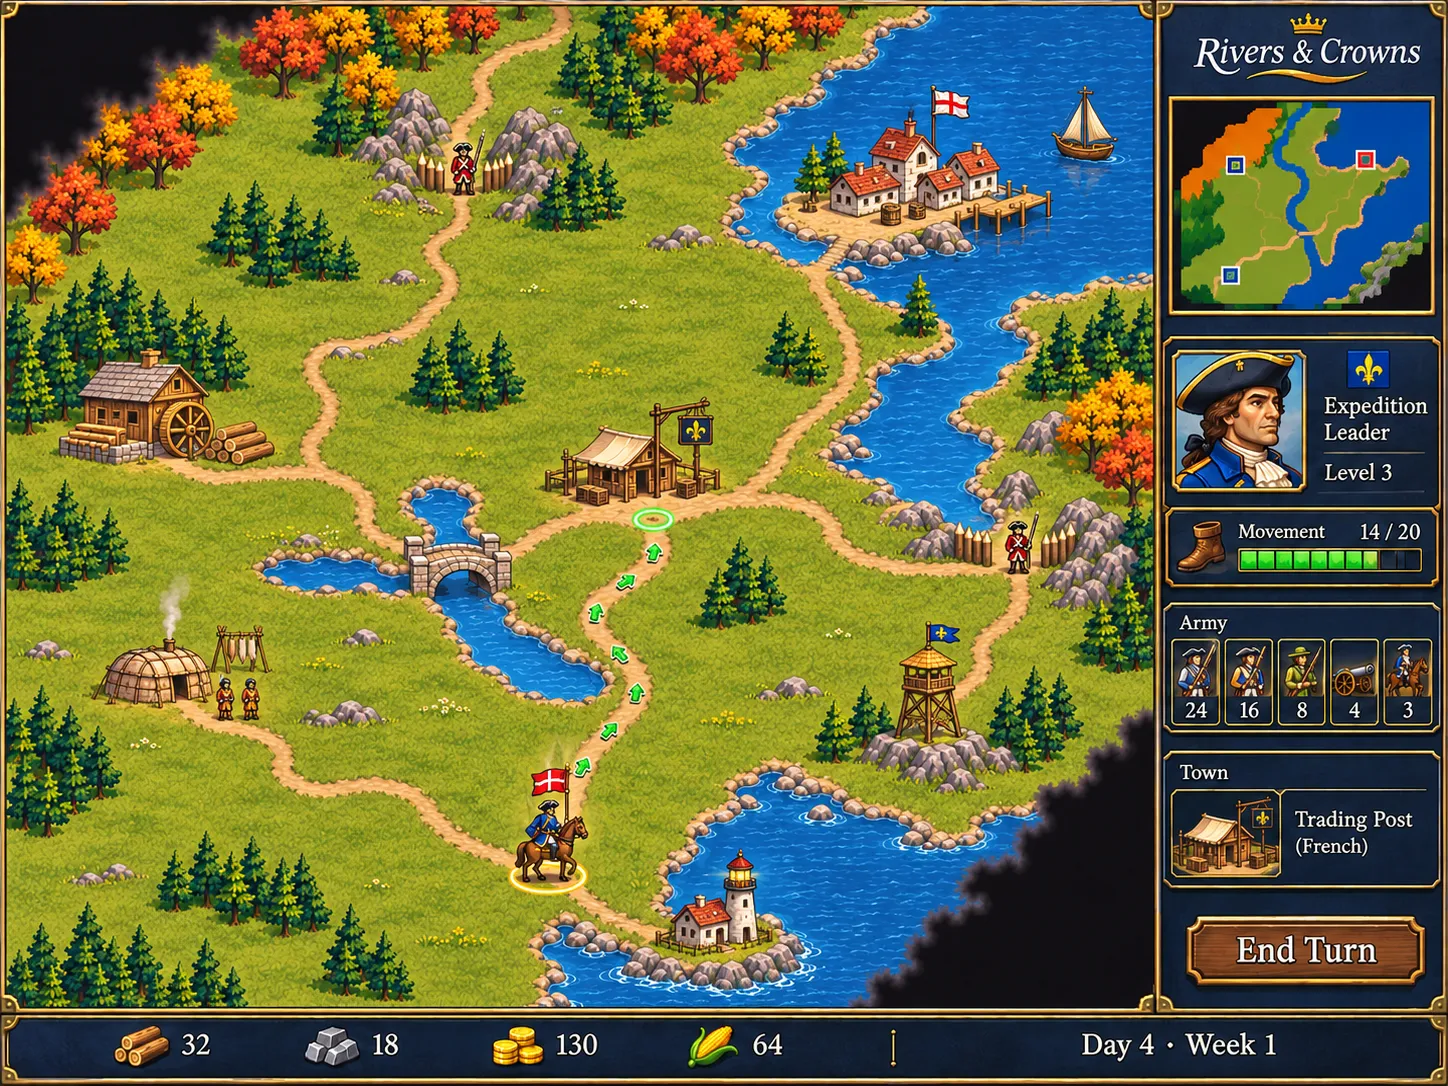 Rivers & Crowns
Expedition
Leader
Level 3
Movement 14 / 20
Army
24 16 8 4 3
Town
Trading Post
(French)
End Turn
32 18 130 64 Day 4 · Week 1